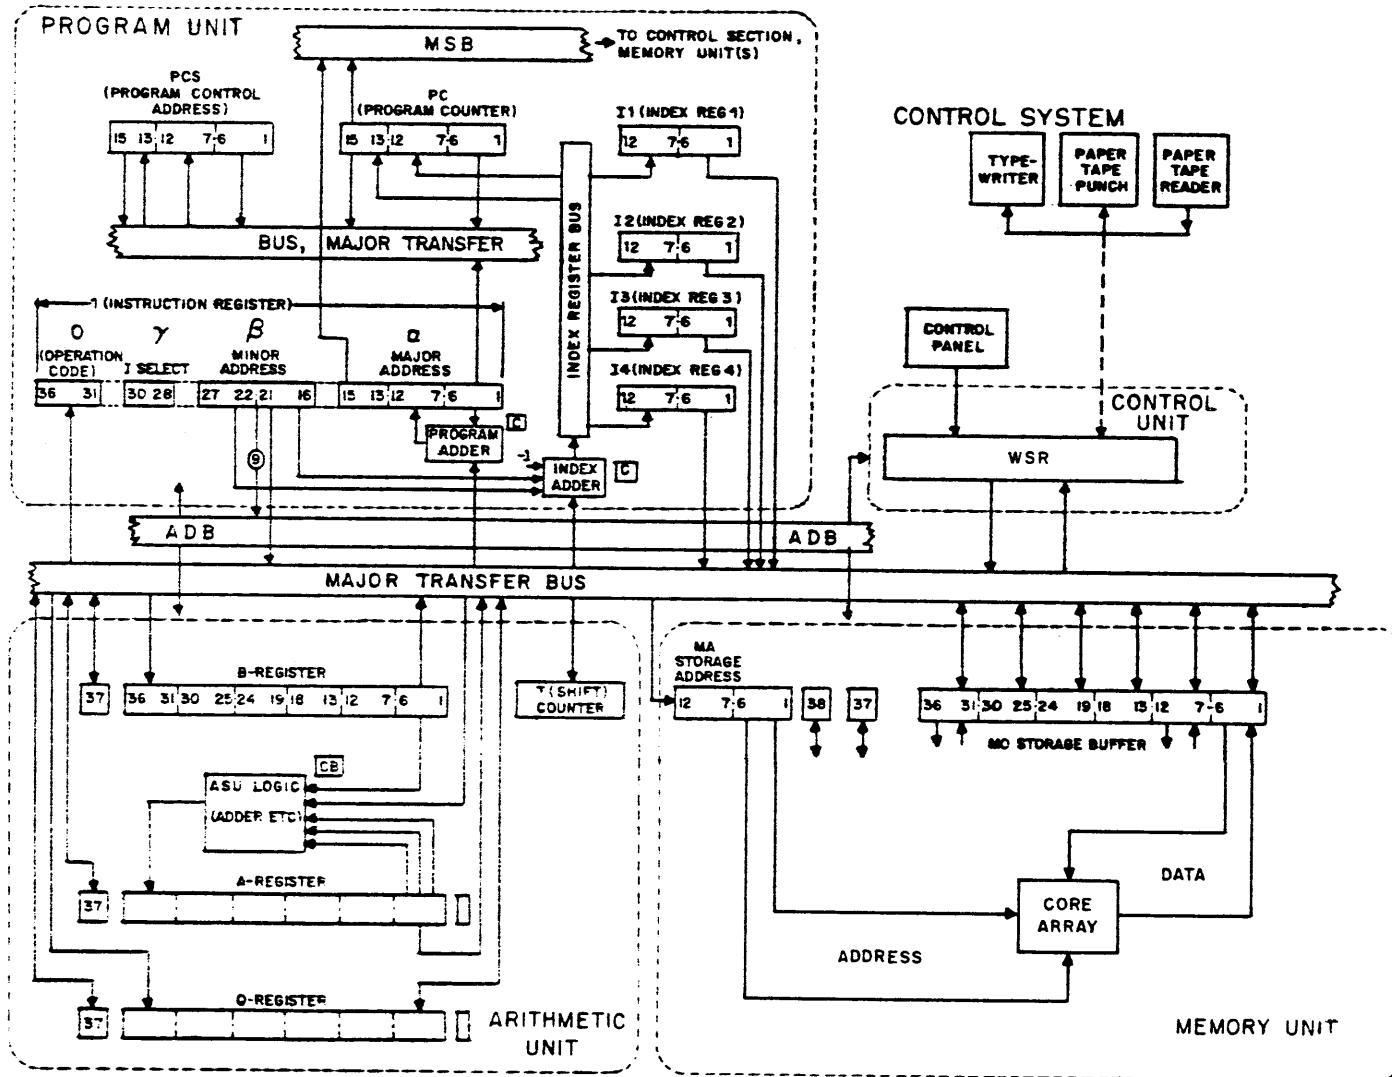 PROGRAM UNIT
MSB
TO CONTROL SECTION,
MEMORY UNIT(S)
PCS
(PROGRAM CONTROL
ADDRESS)
15 13 12 7-6 1
PC
(PROGRAM COUNTER)
15 13 12 7-6 1
I1 (INDEX REG 1)
12 7-6 1
I2 (INDEX REG 2)
12 7-6 1
I3 (INDEX REG 3)
12 7-6 1
I4 (INDEX REG 4)
12 7-6 1
INDEX REGISTER BUS
BUS, MAJOR TRANSFER
1 (INSTRUCTION REGISTER)
O γ β α
(OPERATION
CODE)
I SELECT
MINOR
ADDRESS
MAJOR
ADDRESS
36 31 30 28 27 22 21 16 15 13 12 7-6 1
PROGRAM
ADDER
C
9
-1
INDEX
ADDER
C
ADB
ADB
MAJOR TRANSFER BUS
CONTROL SYSTEM
TYPE-
WRITER
PAPER
TAPE
PUNCH
PAPER
TAPE
READER
CONTROL
PANEL
CONTROL
UNIT
WSR
B-REGISTER
37 36 31 30 25 24 19 18 13 12 7-6 1
T (SHIFT)
COUNTER
CB
ASU LOGIC
(ADDER ETC)
A-REGISTER
37
Q-REGISTER
37
ARITHMETIC
UNIT
MA
STORAGE
ADDRESS
12 7-6 1 38 37
36 31 30 25 24 19 18 13 12 7-6 1
MO STORAGE BUFFER
DATA
CORE
ARRAY
ADDRESS
MEMORY UNIT